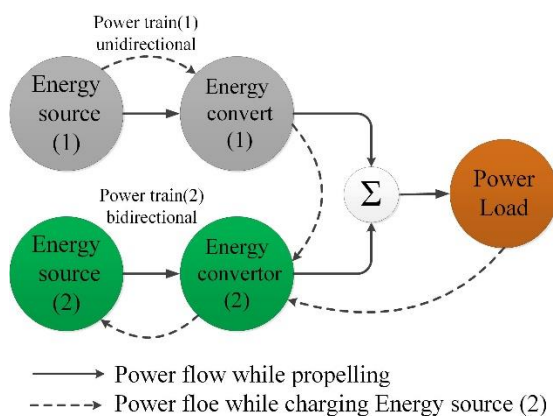 Power train(1)
unidirectional
Energy
source
(1)
Energy
convert
(1)
Power train(2)
bidirectional
Energy
source
(2)
Energy
convertor
(2)
Σ
Power
Load
Power flow while propelling
Power floe while charging Energy source (2)